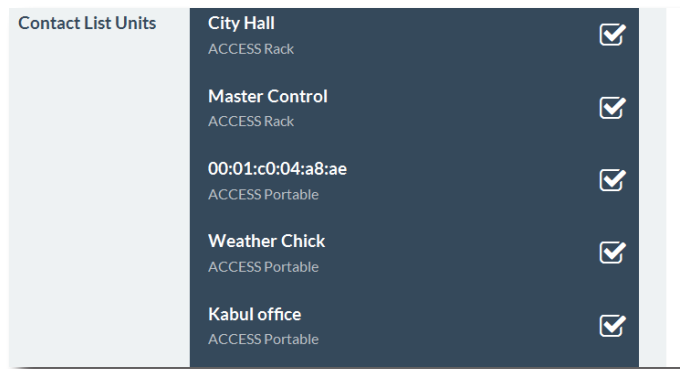 Contact List Units
City Hall
ACCESS Rack
Master Control
ACCESS Rack
00:01:c0:04:a8:ae
ACCESS Portable
Weather Chick
ACCESS Portable
Kabul office
ACCESS Portable